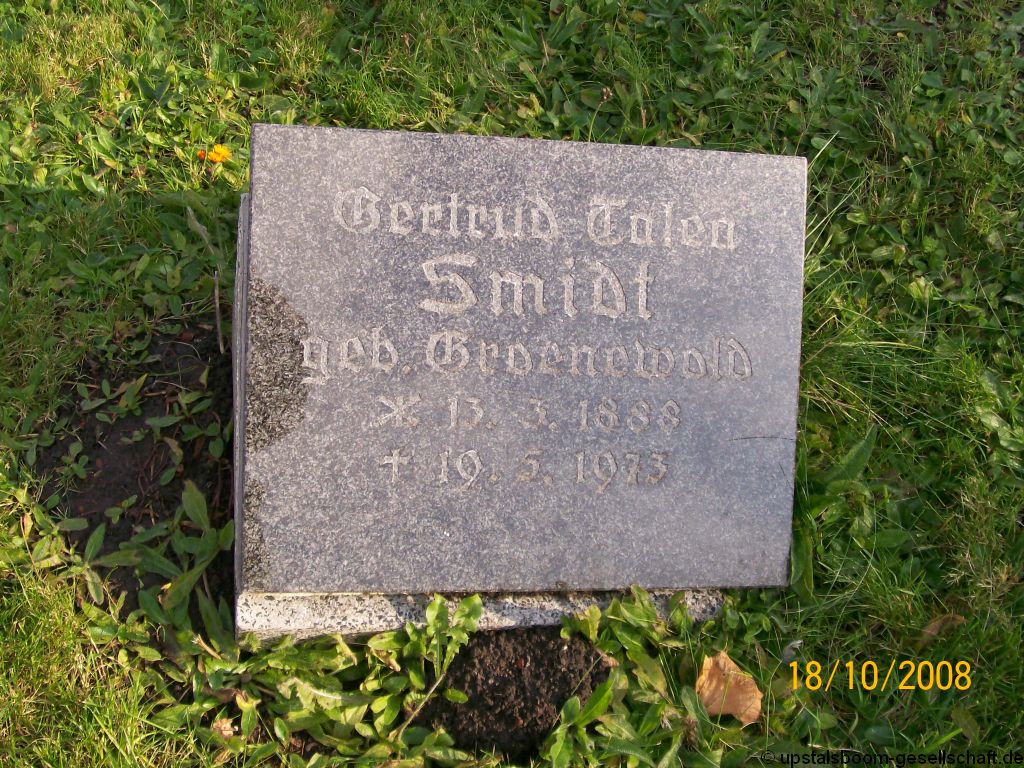 Gertrud Talea
Smidt
geb. Groenewold
* 13. 3. 1888
† 19. 5. 1973
18/10/2008
© upstalsboom-gesellschaft.de